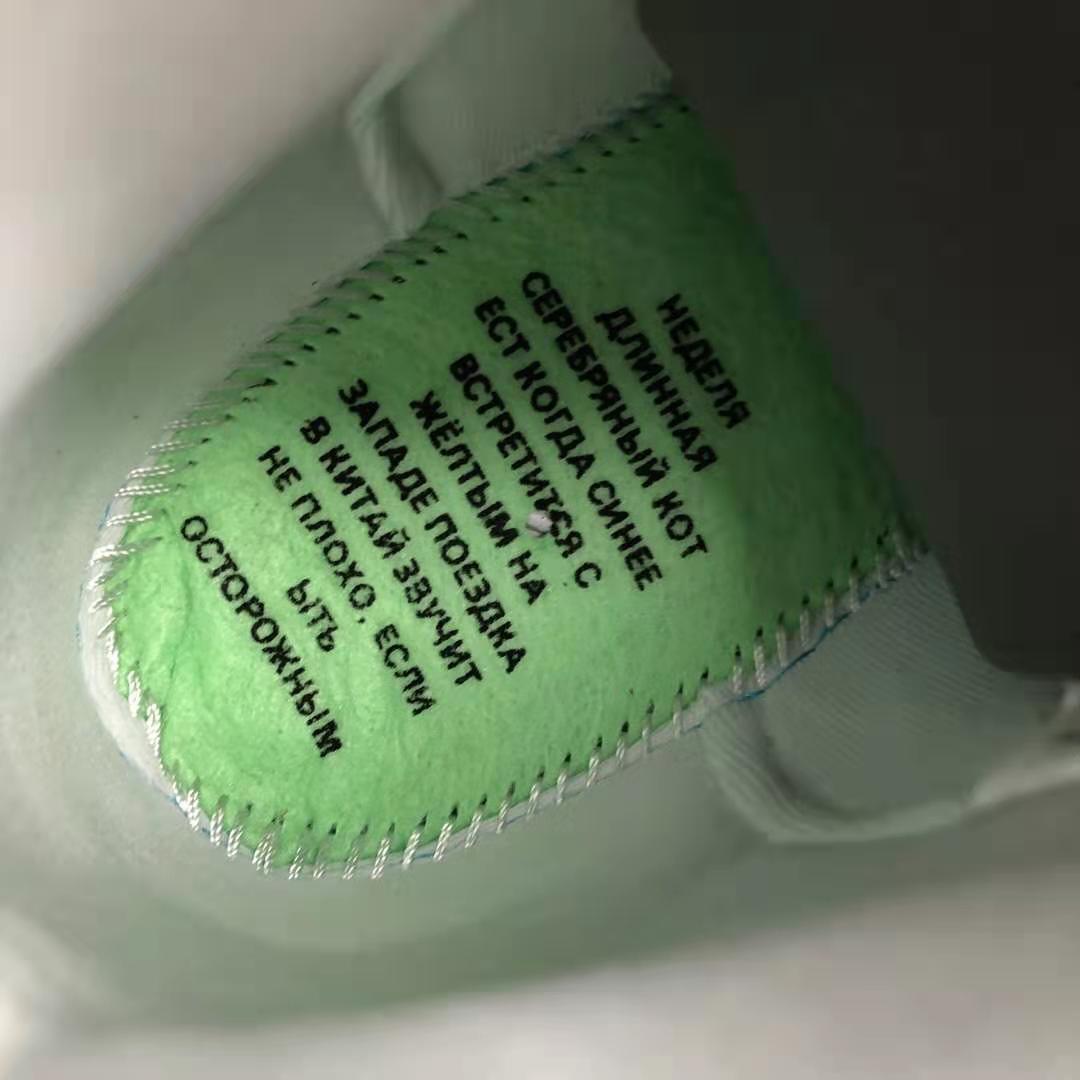 НЕДЕЛЯ
ДЛИННАЯ
СЕРЕБРЯНЫЙ КОТ
ЕСТ КОГДА СИНЕЕ
ВСТРЕТИТСЯ С
ЖЁЛТЫМ НА
ЗАПАДЕ ПОЕЗДКА
В КИТАЙ ЗВУЧИТ
НЕ ПЛОХО, ЕСЛИ
ЫТЬ
ОСТОРОЖНЫМ